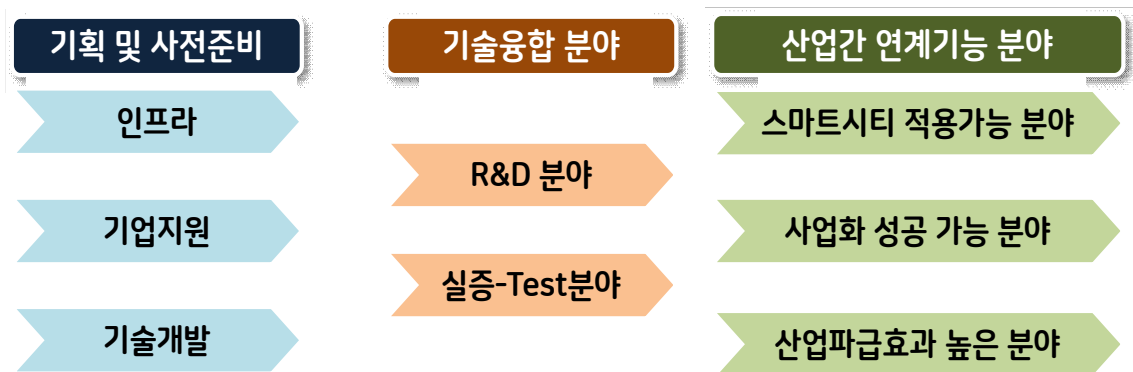 기획 및 사전준비
인프라
기업지원
기술개발
기술융합 분야
R&D 분야
실증-Test분야
산업간 연계기능 분야
스마트시티 적용가능 분야
사업화 성공 가능 분야
산업파급효과 높은 분야